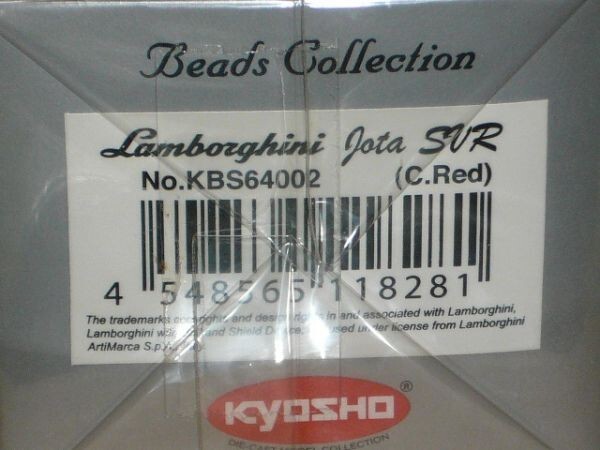 Beads Collection
Lamborghini Jota SVR
No.KBS64002 (C.Red)
4 548565 118281
The trademarks copyrights and design rights in and associated with Lamborghini,
Lamborghini with and Shield Device are used under license from Lamborghini
ArtiMarca S.p.A., Italy.
KYOSHO
®
DIE-CAST MODEL COLLECTION